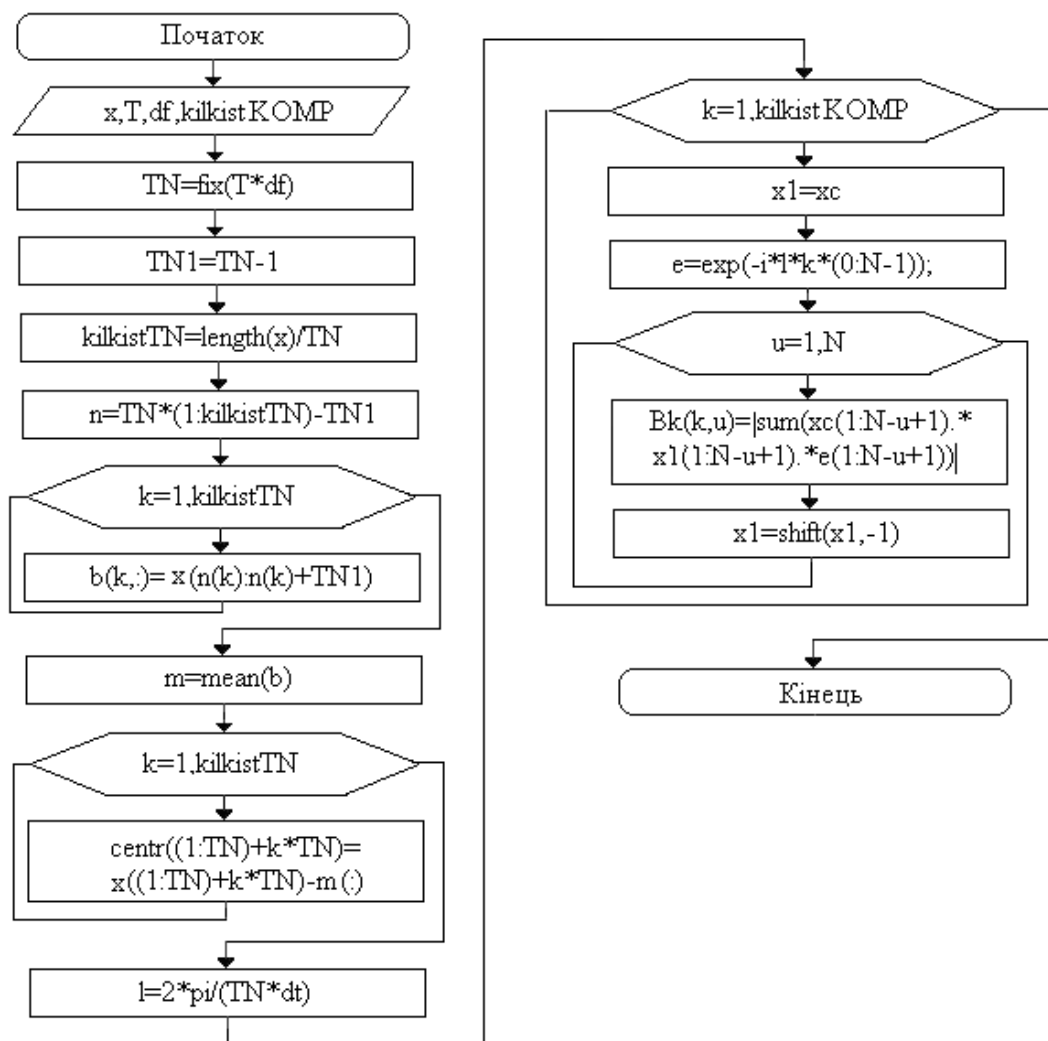 Початок
x,T,df,kilkistKOMP
TN=fix(T*df)
TN1=TN-1
kilkistTN=length(x)/TN
n=TN*(1:kilkistTN)-TN1
k=1,kilkistTN
b(k,:)= x(n(k):n(k)+TN1)
m=mean(b)
k=1,kilkistTN
centr((1:TN)+k*TN)=
x((1:TN)+k*TN)-m(:)
l=2*pi/(TN*dt)
k=1,kilkistKOMP
x1=xc
e=exp(-i*l*k*(0:N-1));
u=1,N
Bk(k,u)=|sum(xc(1:N-u+1).*
x1(1:N-u+1).*e(1:N-u+1))|
x1=shift(x1,-1)
Кінець